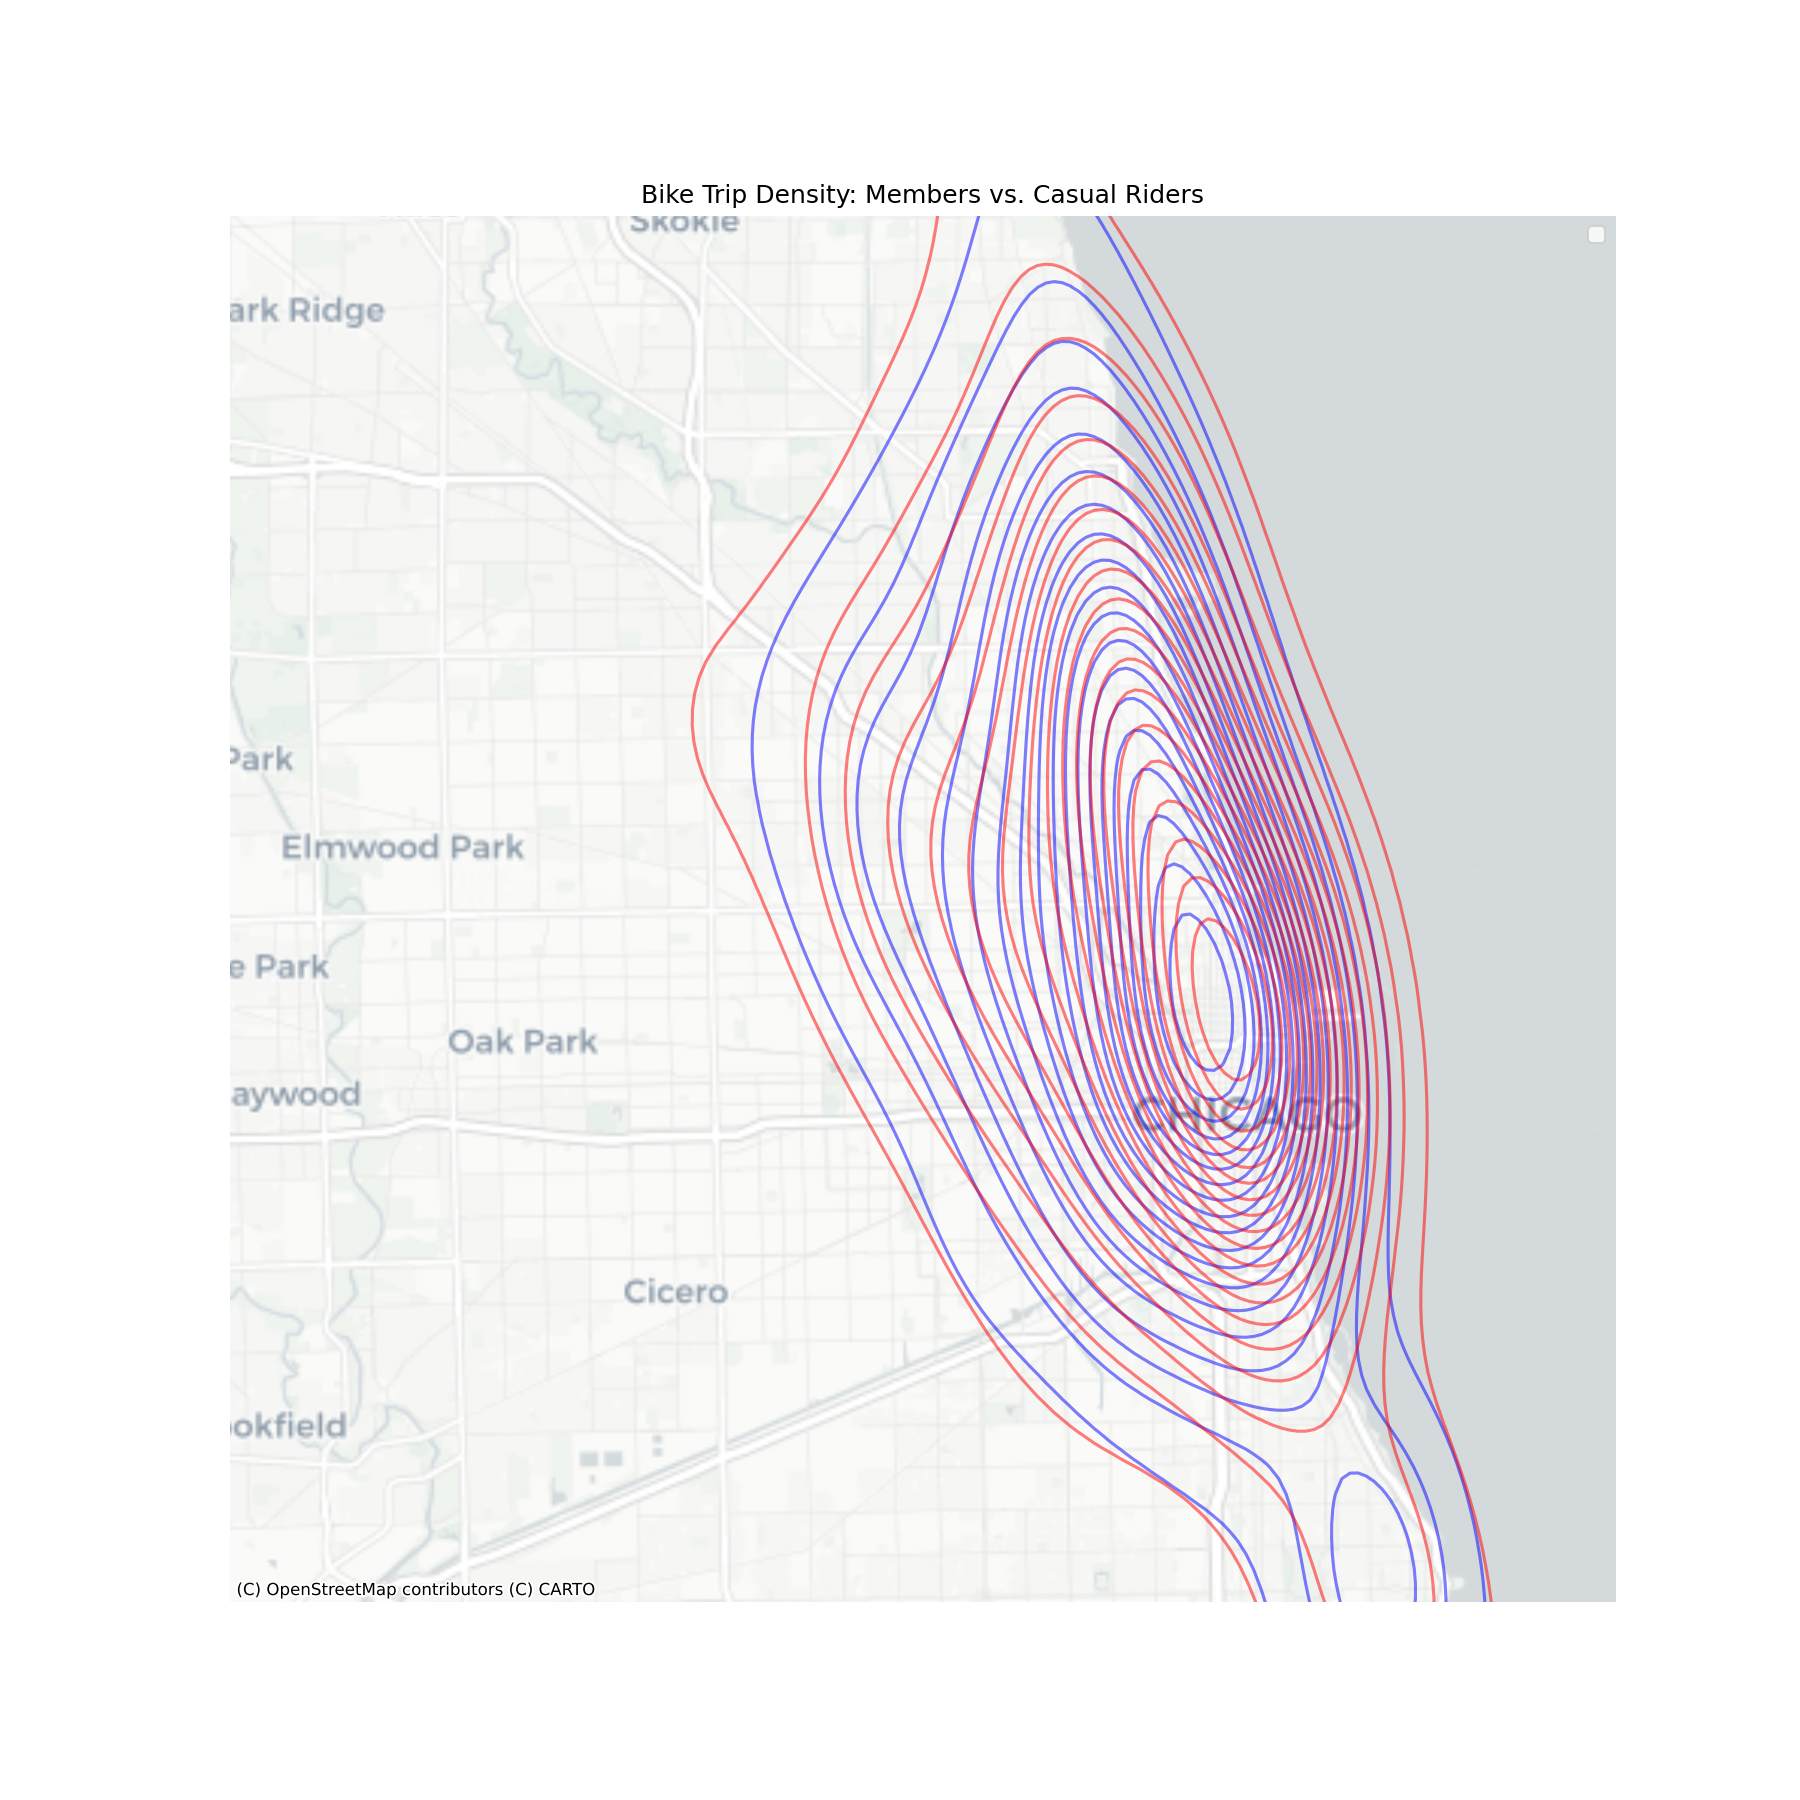 Bike Trip Density: Members vs. Casual Riders
Skokie
ark Ridge
Park
Elmwood Park
e Park
Oak Park
aywood
CHICAGO
Cicero
okfield
(C) OpenStreetMap contributors (C) CARTO